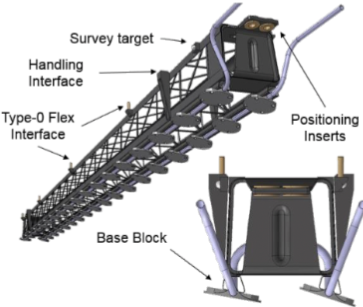 Survey target
Handling
Interface
Type-0 Flex
Interface
Positioning
Inserts
Base Block